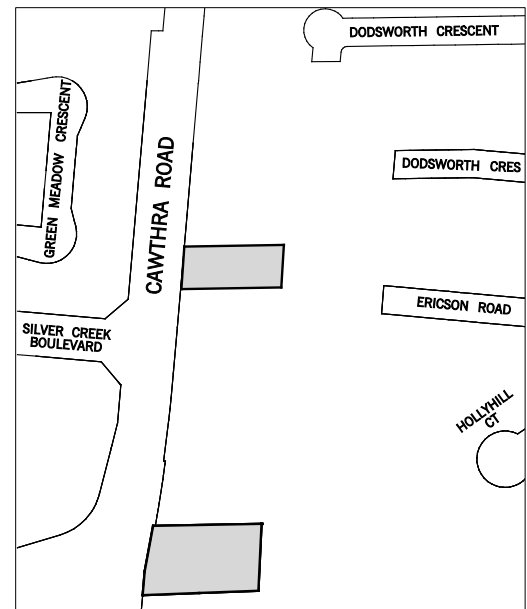 DODSWORTH CRESCENT
GREEN MEADOW CRESCENT
CAWTHRA ROAD
DODSWORTH CRES
ERICSON ROAD
SILVER CREEK
BOULEVARD
HOLLYHILL
CT